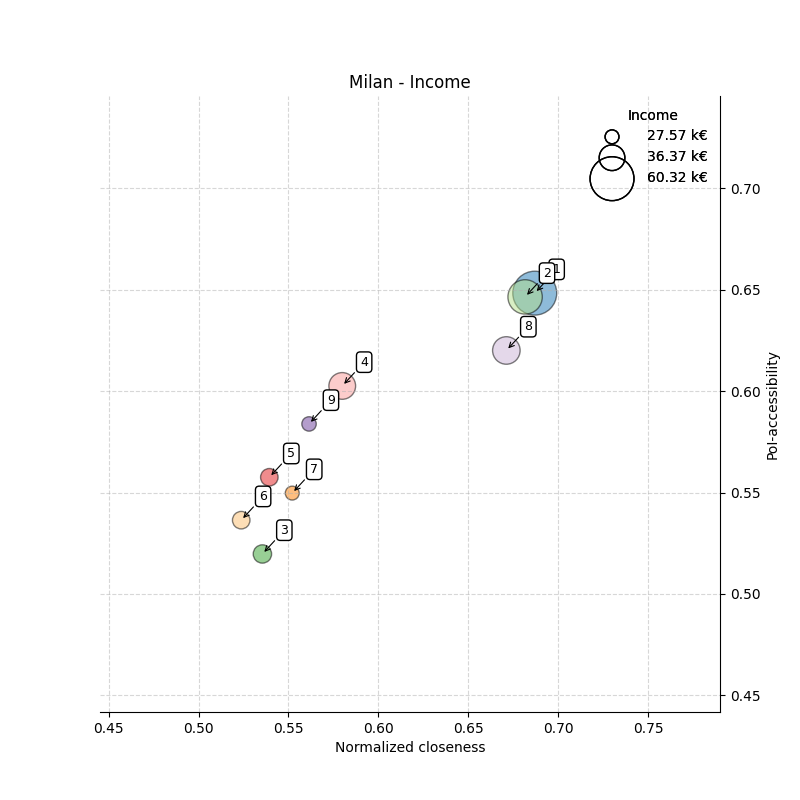 Milan - Income
Income
27.57 k€
36.37 k€
60.32 k€
0.70
0.65
0.60
0.55
0.50
0.45
PoI-accessibility
1
2
8
4
9
5
7
6
3
0.45 0.50 0.55 0.60 0.65 0.70 0.75
Normalized closeness